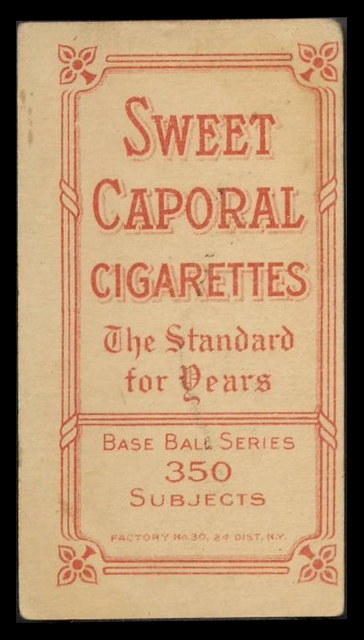 SWEET
CAPORAL
CIGARETTES
The Standard
for Years
BASE BALL SERIES
350
SUBJECTS
FACTORY No. 30, 2d DIST. N.Y.